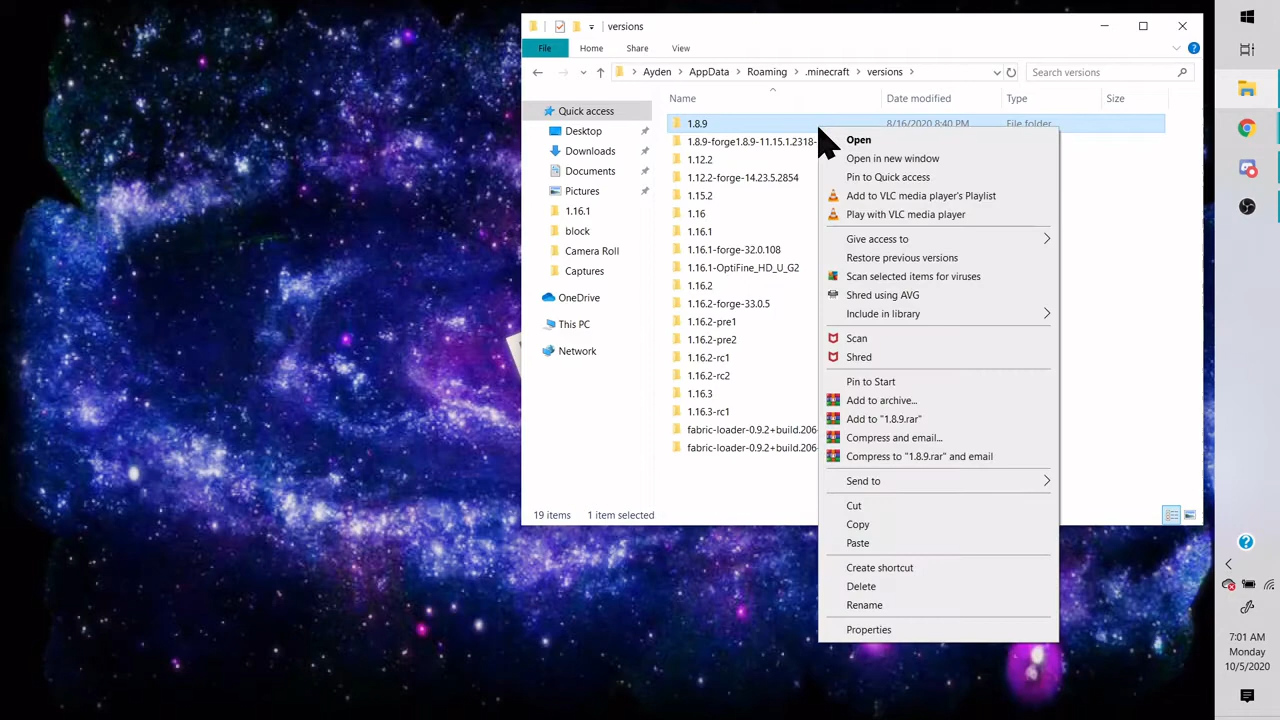 versions
File
Home
Share
View
Ayden
AppData
Roaming
.minecraft
versions
Search versions
Name
Date modified
Type
Size
Quick access
Desktop
Downloads
Documents
Pictures
1.16.1
block
Camera Roll
Captures
OneDrive
This PC
Network
1.8.9
8/16/2020 8:40 PM
File folder
1.8.9-forge1.8.9-11.15.1.2318-
1.12.2
1.12.2-forge-14.23.5.2854
1.15.2
1.16
1.16.1
1.16.1-forge-32.0.108
1.16.1-OptiFine_HD_U_G2
1.16.2
1.16.2-forge-33.0.5
1.16.2-pre1
1.16.2-pre2
1.16.2-rc1
1.16.2-rc2
1.16.3
1.16.3-rc1
fabric-loader-0.9.2+build.206-
fabric-loader-0.9.2+build.206-
Open
Open in new window
Pin to Quick access
Add to VLC media player's Playlist
Play with VLC media player
Give access to
Restore previous versions
Scan selected items for viruses
Shred using AVG
Include in library
Scan
Shred
Pin to Start
Add to archive...
Add to "1.8.9.rar"
Compress and email...
Compress to "1.8.9.rar" and email
Send to
Cut
Copy
Paste
Create shortcut
Delete
Rename
Properties
19 items
1 item selected
7:01 AM
Monday
10/5/2020